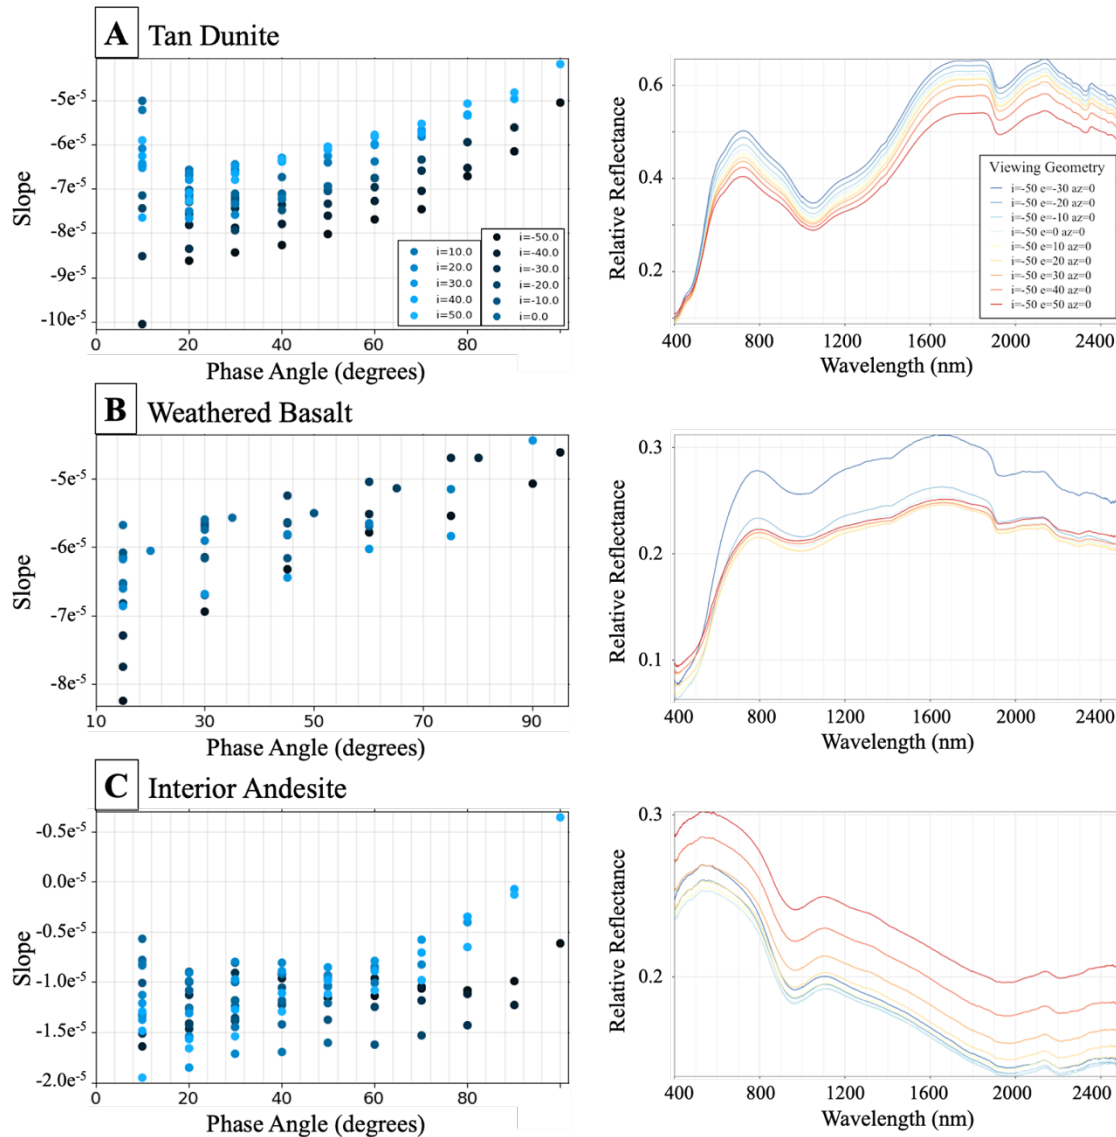 A Tan Dunite
Slope
-5e⁻⁵
-6e⁻⁵
-7e⁻⁵
-8e⁻⁵
-9e⁻⁵
-10e⁻⁵
0 20 40 60 80
Phase Angle (degrees)
i=10.0
i=20.0
i=30.0
i=40.0
i=50.0
i=-50.0
i=-40.0
i=-30.0
i=-20.0
i=-10.0
i=0.0
Relative Reflectance
0.6
0.4
0.2
400 800 1200 1600 2000 2400
Wavelength (nm)
Viewing Geometry
i=-50 e=-30 az=0
i=-50 e=-20 az=0
i=-50 e=-10 az=0
i=-50 e=0 az=0
i=-50 e=10 az=0
i=-50 e=20 az=0
i=-50 e=30 az=0
i=-50 e=40 az=0
i=-50 e=50 az=0
B Weathered Basalt
Slope
-5e⁻⁵
-6e⁻⁵
-7e⁻⁵
-8e⁻⁵
10 30 50 70 90
Phase Angle (degrees)
Relative Reflectance
0.3
0.2
0.1
400 800 1200 1600 2000 2400
Wavelength (nm)
C Interior Andesite
Slope
-0.5e⁻⁵
0.0e⁻⁵
-0.5e⁻⁵
-1.0e⁻⁵
-1.5e⁻⁵
-2.0e⁻⁵
0 20 40 60 80
Phase Angle (degrees)
Relative Reflectance
0.3
0.2
400 800 1200 1600 2000 2400
Wavelength (nm)